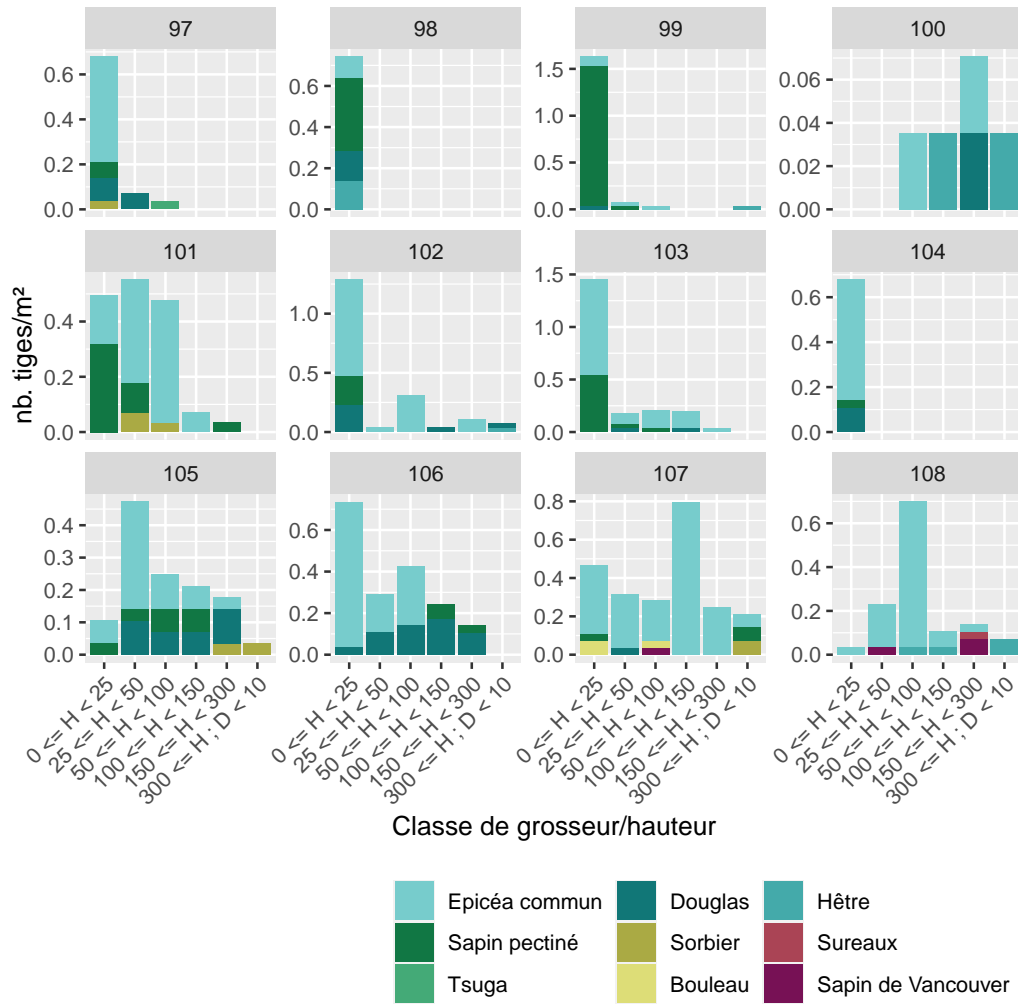 97 98 99 100
0.6
0.4
0.2
0.0
0.6
0.4
0.2
0.0
1.5
1.0
0.5
0.0
0.06
0.04
0.02
0.00
101 102 103 104
0.4
0.2
0.0
1.0
0.5
0.0
1.5
1.0
0.5
0.0
0.6
0.4
0.2
0.0
105 106 107 108
0.4
0.3
0.2
0.1
0.0
0.6
0.4
0.2
0.0
0.8
0.6
0.4
0.2
0.0
0.6
0.4
0.2
0.0
nb. tiges/m²
0 <= H < 25
25 <= H < 50
50 <= H < 100
100 <= H < 150
150 <= H < 300
300 <= H ; D < 10
0 <= H < 25
25 <= H < 50
50 <= H < 100
100 <= H < 150
150 <= H < 300
300 <= H ; D < 10
0 <= H < 25
25 <= H < 50
50 <= H < 100
100 <= H < 150
150 <= H < 300
300 <= H ; D < 10
0 <= H < 25
25 <= H < 50
50 <= H < 100
100 <= H < 150
150 <= H < 300
300 <= H ; D < 10
Classe de grosseur/hauteur
Epicéa commun Douglas Hêtre
Sapin pectiné Sorbier Sureaux
Tsuga Bouleau Sapin de Vancouver